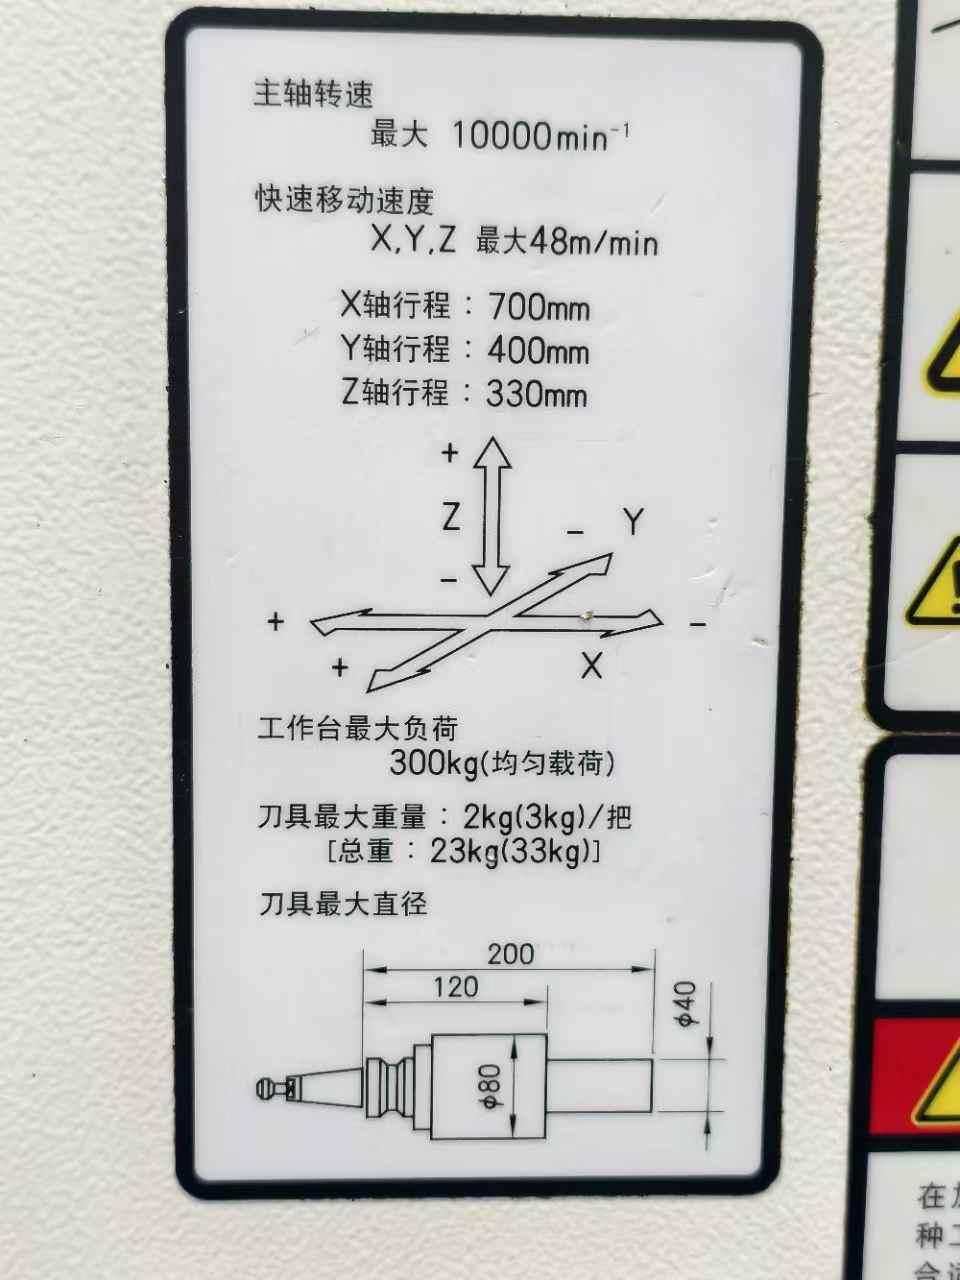 主轴转速
最大 10000min⁻¹
快速移动速度
X,Y,Z 最大48m/min
X轴行程：700mm
Y轴行程：400mm
Z轴行程：330mm
+
Z
− Y
−
+ −
+ X
工作台最大负荷
300kg(均匀载荷)
刀具最大重量：2kg(3kg)/把
[总重：23kg(33kg)]
刀具最大直径
200
120
φ40
φ80
在
种